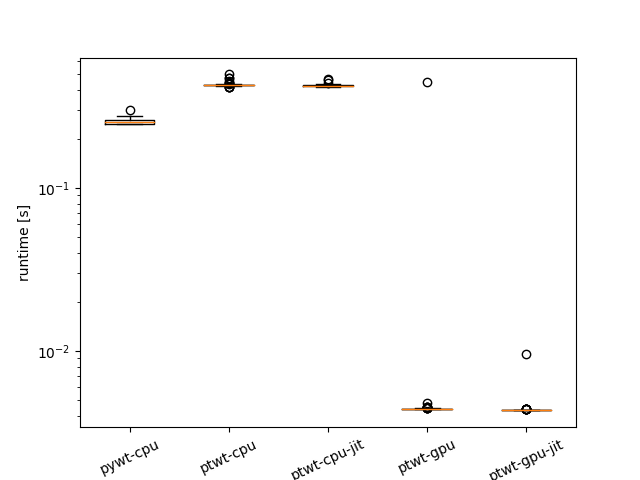 runtime [s]
10⁻¹
10⁻²
pywt-cpu
ptwt-cpu
ptwt-cpu-jit
ptwt-gpu
ptwt-gpu-jit